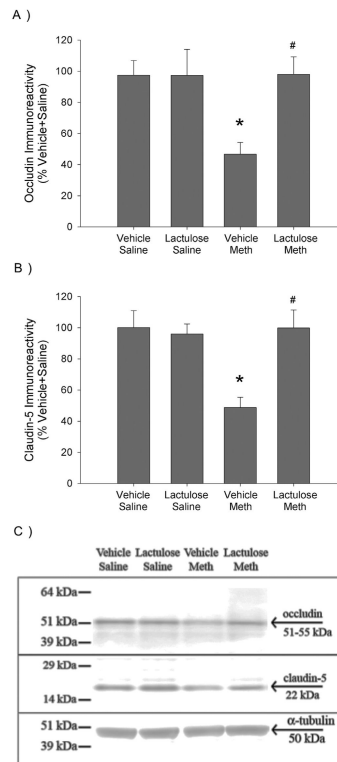 A )
Occludin Immunoreactivity
(% Vehicle+Saline)
120
100
80
60
40
20
0
*
#
Vehicle
Saline
Lactulose
Saline
Vehicle
Meth
Lactulose
Meth
B )
Claudin-5 Immunoreactivity
(% Vehicle+Saline)
120
100
80
60
40
20
0
*
#
Vehicle
Saline
Lactulose
Saline
Vehicle
Meth
Lactulose
Meth
C )
Vehicle Lactulose Vehicle Lactulose
Saline Saline Meth Meth
64 kDa
51 kDa
39 kDa
occludin
51-55 kDa
29 kDa
14 kDa
claudin-5
22 kDa
51 kDa
39 kDa
α-tubulin
50 kDa